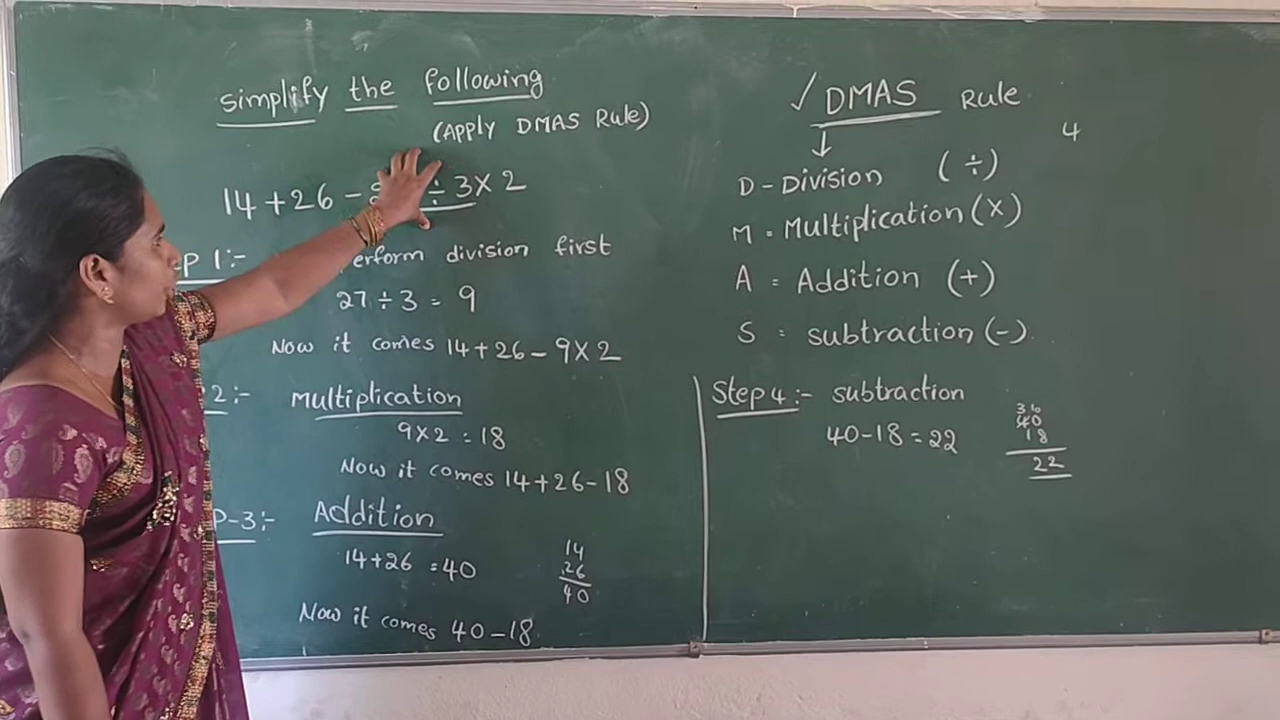 Simplify the following
(Apply DMAS Rule)
14 + 26 - ÷ 3 × 2
1:-
erform division first
27 ÷ 3 = 9
Now it comes 14 + 26 - 9 × 2
2:- Multiplication
9 × 2 = 18
Now it comes 14 + 26 - 18
P-3:- Addition
14 + 26 = 40
14
26
40
Now it comes 40 - 18
✓ DMAS Rule
4
D - Division (÷)
M = Multiplication (×)
A = Addition (+)
S = subtraction (-)
Step 4:- subtraction
40 - 18 = 22
40
18
22